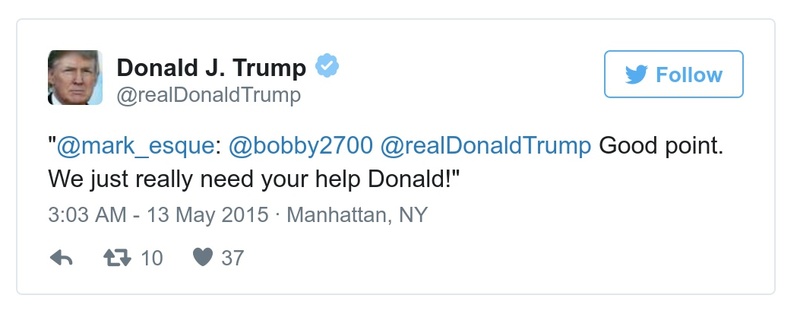 Donald J. Trump
@realDonaldTrump
Follow
"@mark_esque: @bobby2700 @realDonaldTrump Good point.
We just really need your help Donald!"
3:03 AM - 13 May 2015 · Manhattan, NY
10 37